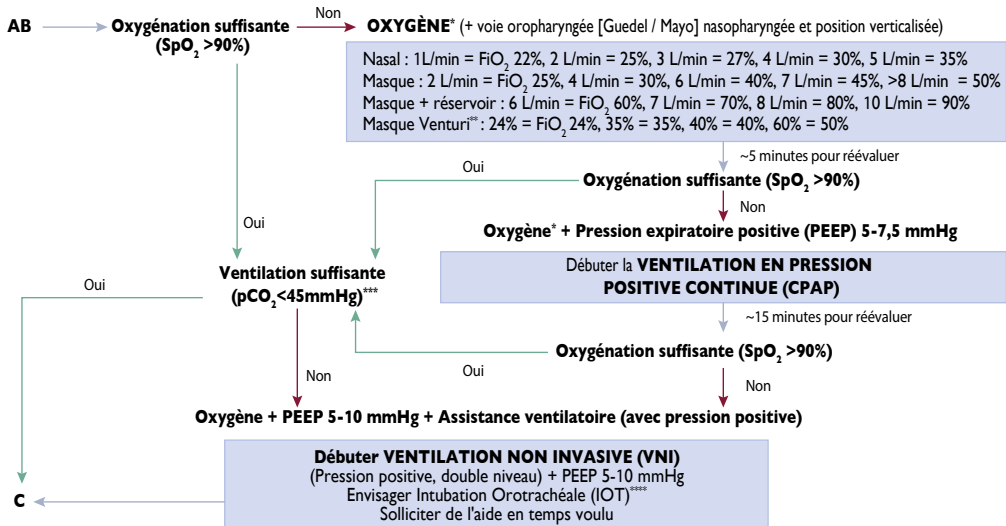 AB
Oxygénation suffisante
(SpO₂ >90%)
Non
OXYGÈNE* (+ voie oropharyngée [Guedel / Mayo] nasopharyngée et position verticalisée)
Nasal : 1L/min = FiO₂ 22%, 2 L/min = 25%, 3 L/min = 27%, 4 L/min = 30%, 5 L/min = 35%
Masque : 2 L/min = FiO₂ 25%, 4 L/min = 30%, 6 L/min = 40%, 7 L/min = 45%, >8 L/min = 50%
Masque + réservoir : 6 L/min = FiO₂ 60%, 7 L/min = 70%, 8 L/min = 80%, 10 L/min = 90%
Masque Venturi** : 24% = FiO₂ 24%, 35% = 35%, 40% = 40%, 60% = 50%
~5 minutes pour réévaluer
Oui
Oxygénation suffisante (SpO₂ >90%)
Non
Oui
Oxygène* + Pression expiratoire positive (PEEP) 5-7,5 mmHg
Débuter la VENTILATION EN PRESSION
POSITIVE CONTINUE (CPAP)
Oui
Ventilation suffisante
(pCO₂<45mmHg)***
~15 minutes pour réévaluer
Oxygénation suffisante (SpO₂ >90%)
Oui
Non
Non
Oxygène + PEEP 5-10 mmHg + Assistance ventilatoire (avec pression positive)
Débuter VENTILATION NON INVASIVE (VNI)
(Pression positive, double niveau) + PEEP 5-10 mmHg
Envisager Intubation Orotrachéale (IOT)****
Solliciter de l'aide en temps voulu
C